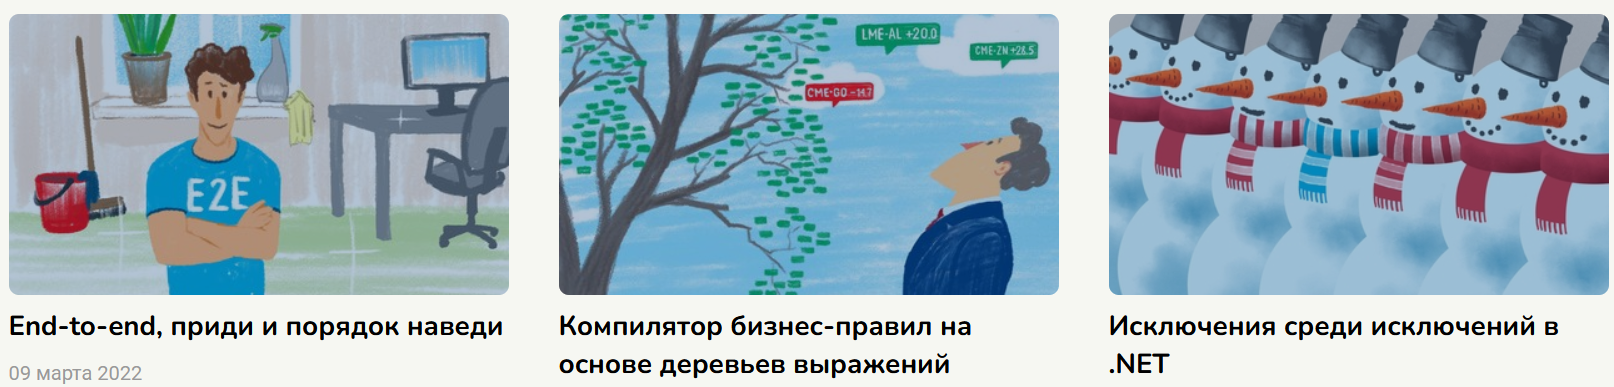 E2E
End-to-end, приди и порядок наведи
09 марта 2022
LME-AL +20.0
CME-ZN +28.5
CME-GO -14.7
Компилятор бизнес-правил на
основе деревьев выражений
Исключения среди исключений в
.NET